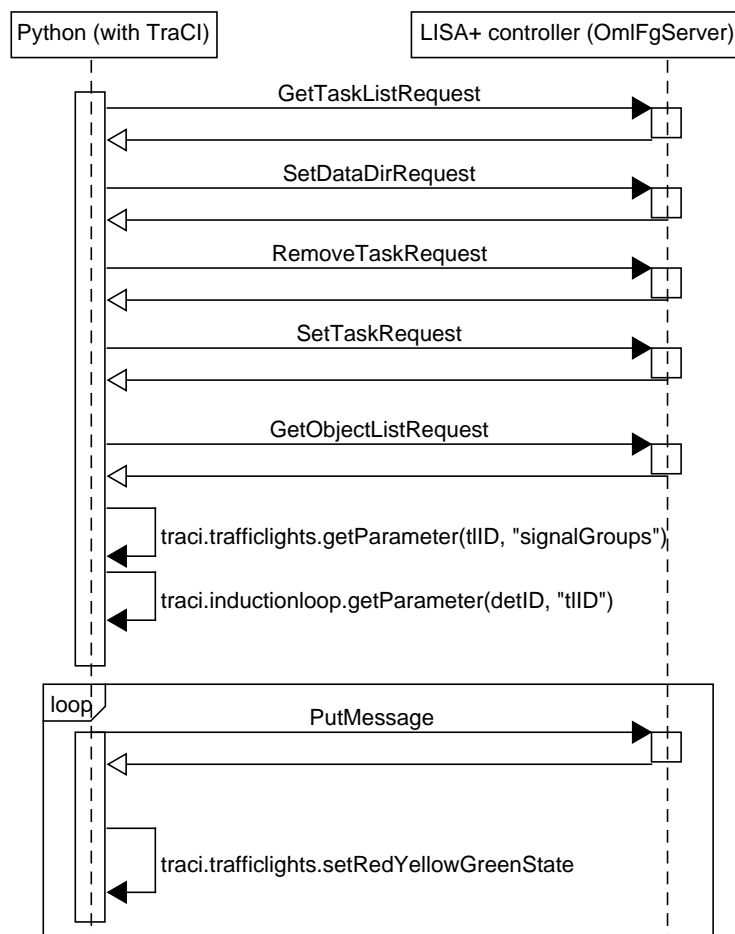 Python (with TraCI)
LISA+ controller (OmlFgServer)
GetTaskListRequest
SetDataDirRequest
RemoveTaskRequest
SetTaskRequest
GetObjectListRequest
traci.trafficlights.getParameter(tlID, "signalGroups")
traci.inductionloop.getParameter(detID, "tlID")
loop
PutMessage
traci.trafficlights.setRedYellowGreenState